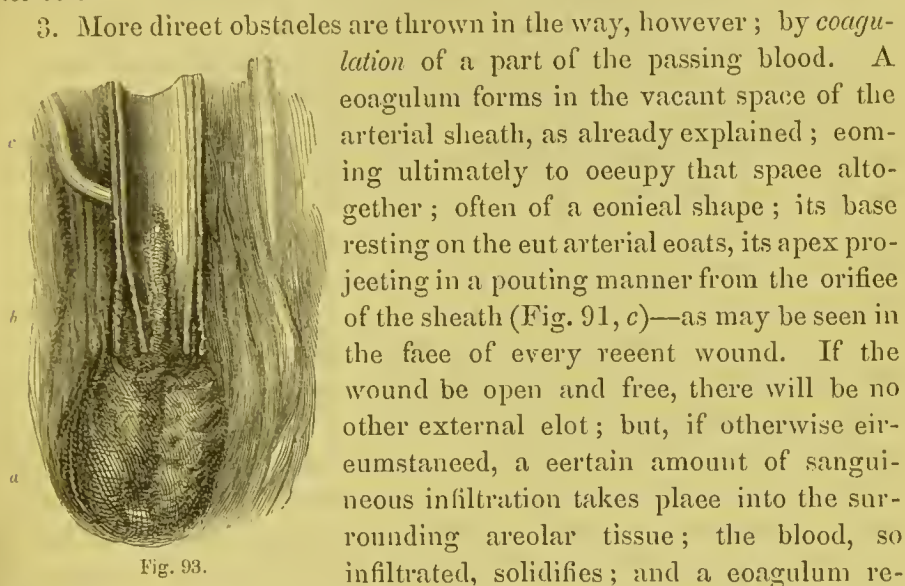 3. More direct obstacles are thrown in the way, however ; by coagu-
lation of a part of the passing blood. A
coagulum forms in the vacant space of the
arterial sheath, as already explained ; com-
ing ultimately to occupy that space alto-
gether ; often of a conical shape ; its base
resting on the cut arterial coats, its apex pro-
jecting in a pouting manner from the orifice
of the sheath (Fig. 91, c)—as may be seen in
the face of every recent wound. If the
wound be open and free, there will be no
other external clot ; but, if otherwise cir-
cumstanced, a certain amount of sangui-
neous infiltration takes place into the sur-
rounding areolar tissue ; the blood, so
infiltrated, solidifies ; and a coagulum re-
c
b
a
Fig. 93.